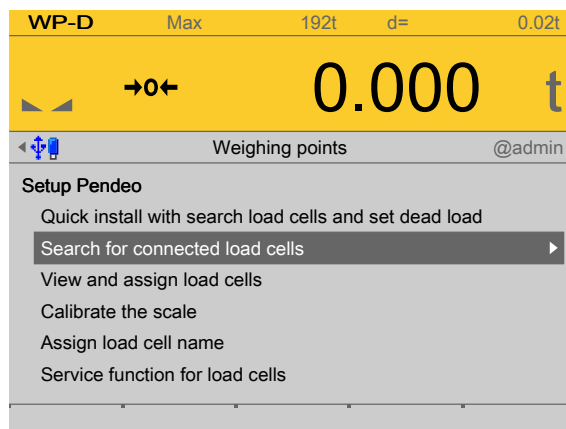 WP-D Max 192t d= 0.02t
→0← 0.000 t
Weighing points @admin
Setup Pendeo
Quick install with search load cells and set dead load
Search for connected load cells
View and assign load cells
Calibrate the scale
Assign load cell name
Service function for load cells